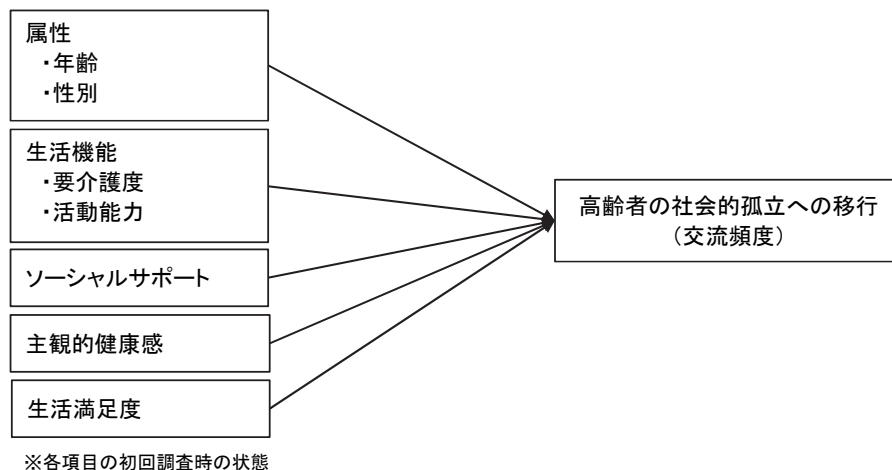 属性
・年齢
・性別
生活機能
・要介護度
・活動能力
ソーシャルサポート
主観的健康感
生活満足度
高齢者の社会的孤立への移行
（交流頻度）
※各項目の初回調査時の状態